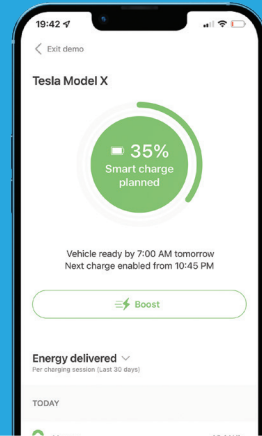 19:42
Exit demo
Tesla Model X
35%
Smart charge
planned
Vehicle ready by 7:00 AM tomorrow
Next charge enabled from 10:45 PM
Boost
Energy delivered
Per charging session (Last 30 days)
TODAY